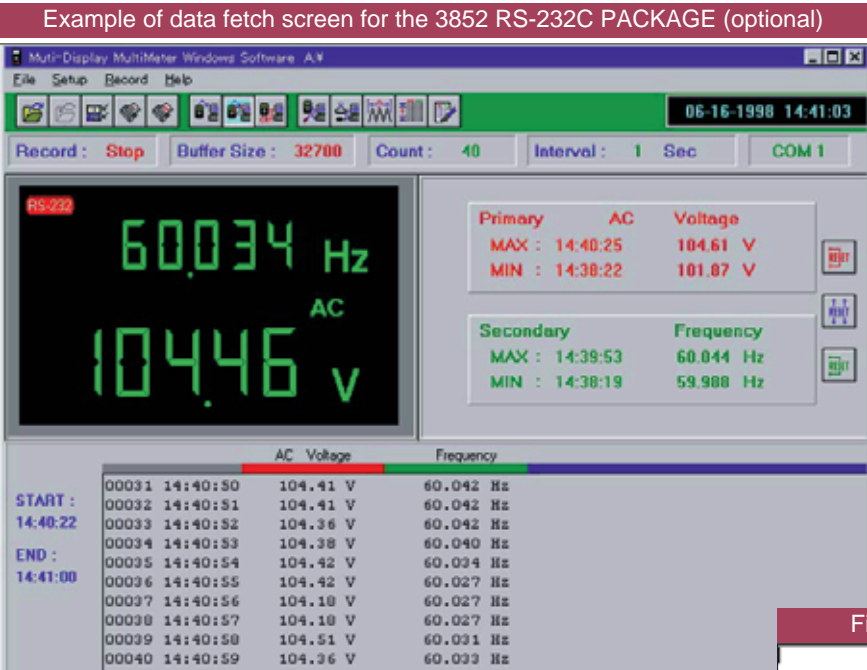 Example of data fetch screen for the 3852 RS-232C PACKAGE (optional)
Muti-Display MultiMeter Windows Software A.¥
File Setup Record Help
06-16-1998 14:41:03
Record : Stop Buffer Size : 32700 Count : 40 Interval : 1 Sec COM 1
RS-232
60.034 Hz
AC
104.46 V
Primary AC Voltage
MAX : 14:40:25 104.61 V
MIN : 14:38:22 101.87 V
Secondary Frequency
MAX : 14:39:53 60.044 Hz
MIN : 14:38:19 59.988 Hz
AC Voltage Frequency
START :
14:40:22
END :
14:41:00
00031 14:40:50 104.41 V 60.042 Hz
00032 14:40:51 104.41 V 60.042 Hz
00033 14:40:52 104.36 V 60.042 Hz
00034 14:40:53 104.38 V 60.040 Hz
00035 14:40:54 104.42 V 60.034 Hz
00036 14:40:55 104.42 V 60.027 Hz
00037 14:40:56 104.18 V 60.027 Hz
00038 14:40:57 104.18 V 60.027 Hz
00039 14:40:58 104.51 V 60.031 Hz
00040 14:40:59 104.36 V 60.033 Hz